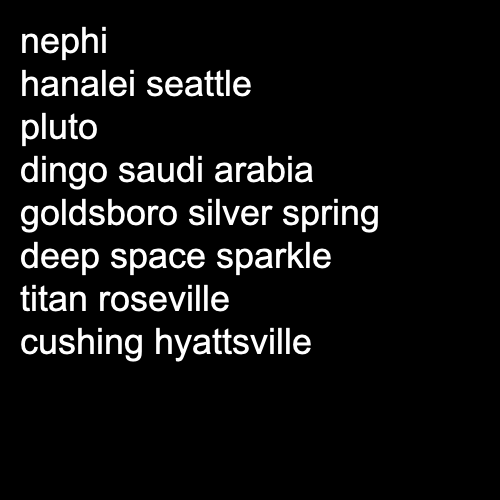 nephi
hanalei seattle
pluto
dingo saudi arabia
goldsboro silver spring
deep space sparkle
titan roseville
cushing hyattsville